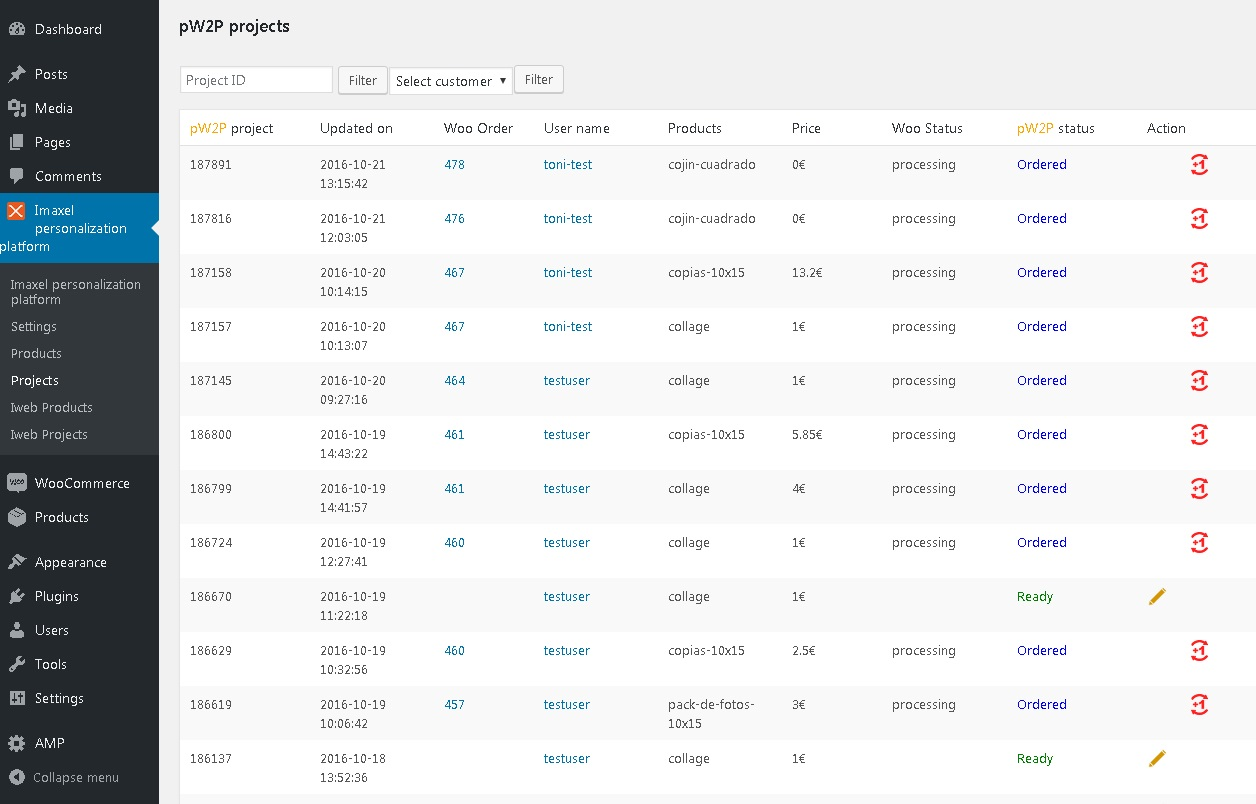 Dashboard
Posts
Media
Pages
Comments
Imaxel
personalization
platform
Imaxel personalization
platform
Settings
Products
Projects
Iweb Products
Iweb Projects
WooCommerce
Products
Appearance
Plugins
Users
Tools
Settings
AMP
Collapse menu
pW2P projects
Project ID Filter Select customer ▼ Filter
pW2P project Updated on Woo Order User name Products Price Woo Status pW2P status Action
187891 2016-10-21 478 toni-test cojin-cuadrado 0€ processing Ordered +1
13:15:42
187816 2016-10-21 476 toni-test cojin-cuadrado 0€ processing Ordered +1
12:03:05
187158 2016-10-20 467 toni-test copias-10x15 13.2€ processing Ordered +1
10:14:15
187157 2016-10-20 467 toni-test collage 1€ processing Ordered +1
10:13:07
187145 2016-10-20 464 testuser collage 1€ processing Ordered +1
09:27:16
186800 2016-10-19 461 testuser copias-10x15 5.85€ processing Ordered +1
14:43:22
186799 2016-10-19 461 testuser collage 4€ processing Ordered +1
14:41:57
186724 2016-10-19 460 testuser collage 1€ processing Ordered +1
12:27:41
186670 2016-10-19 testuser collage 1€ Ready
11:22:18
186629 2016-10-19 460 testuser copias-10x15 2.5€ processing Ordered +1
10:32:56
186619 2016-10-19 457 testuser pack-de-fotos- 3€ processing Ordered +1
10:06:42 10x15
186137 2016-10-18 testuser collage 1€ Ready
13:52:36